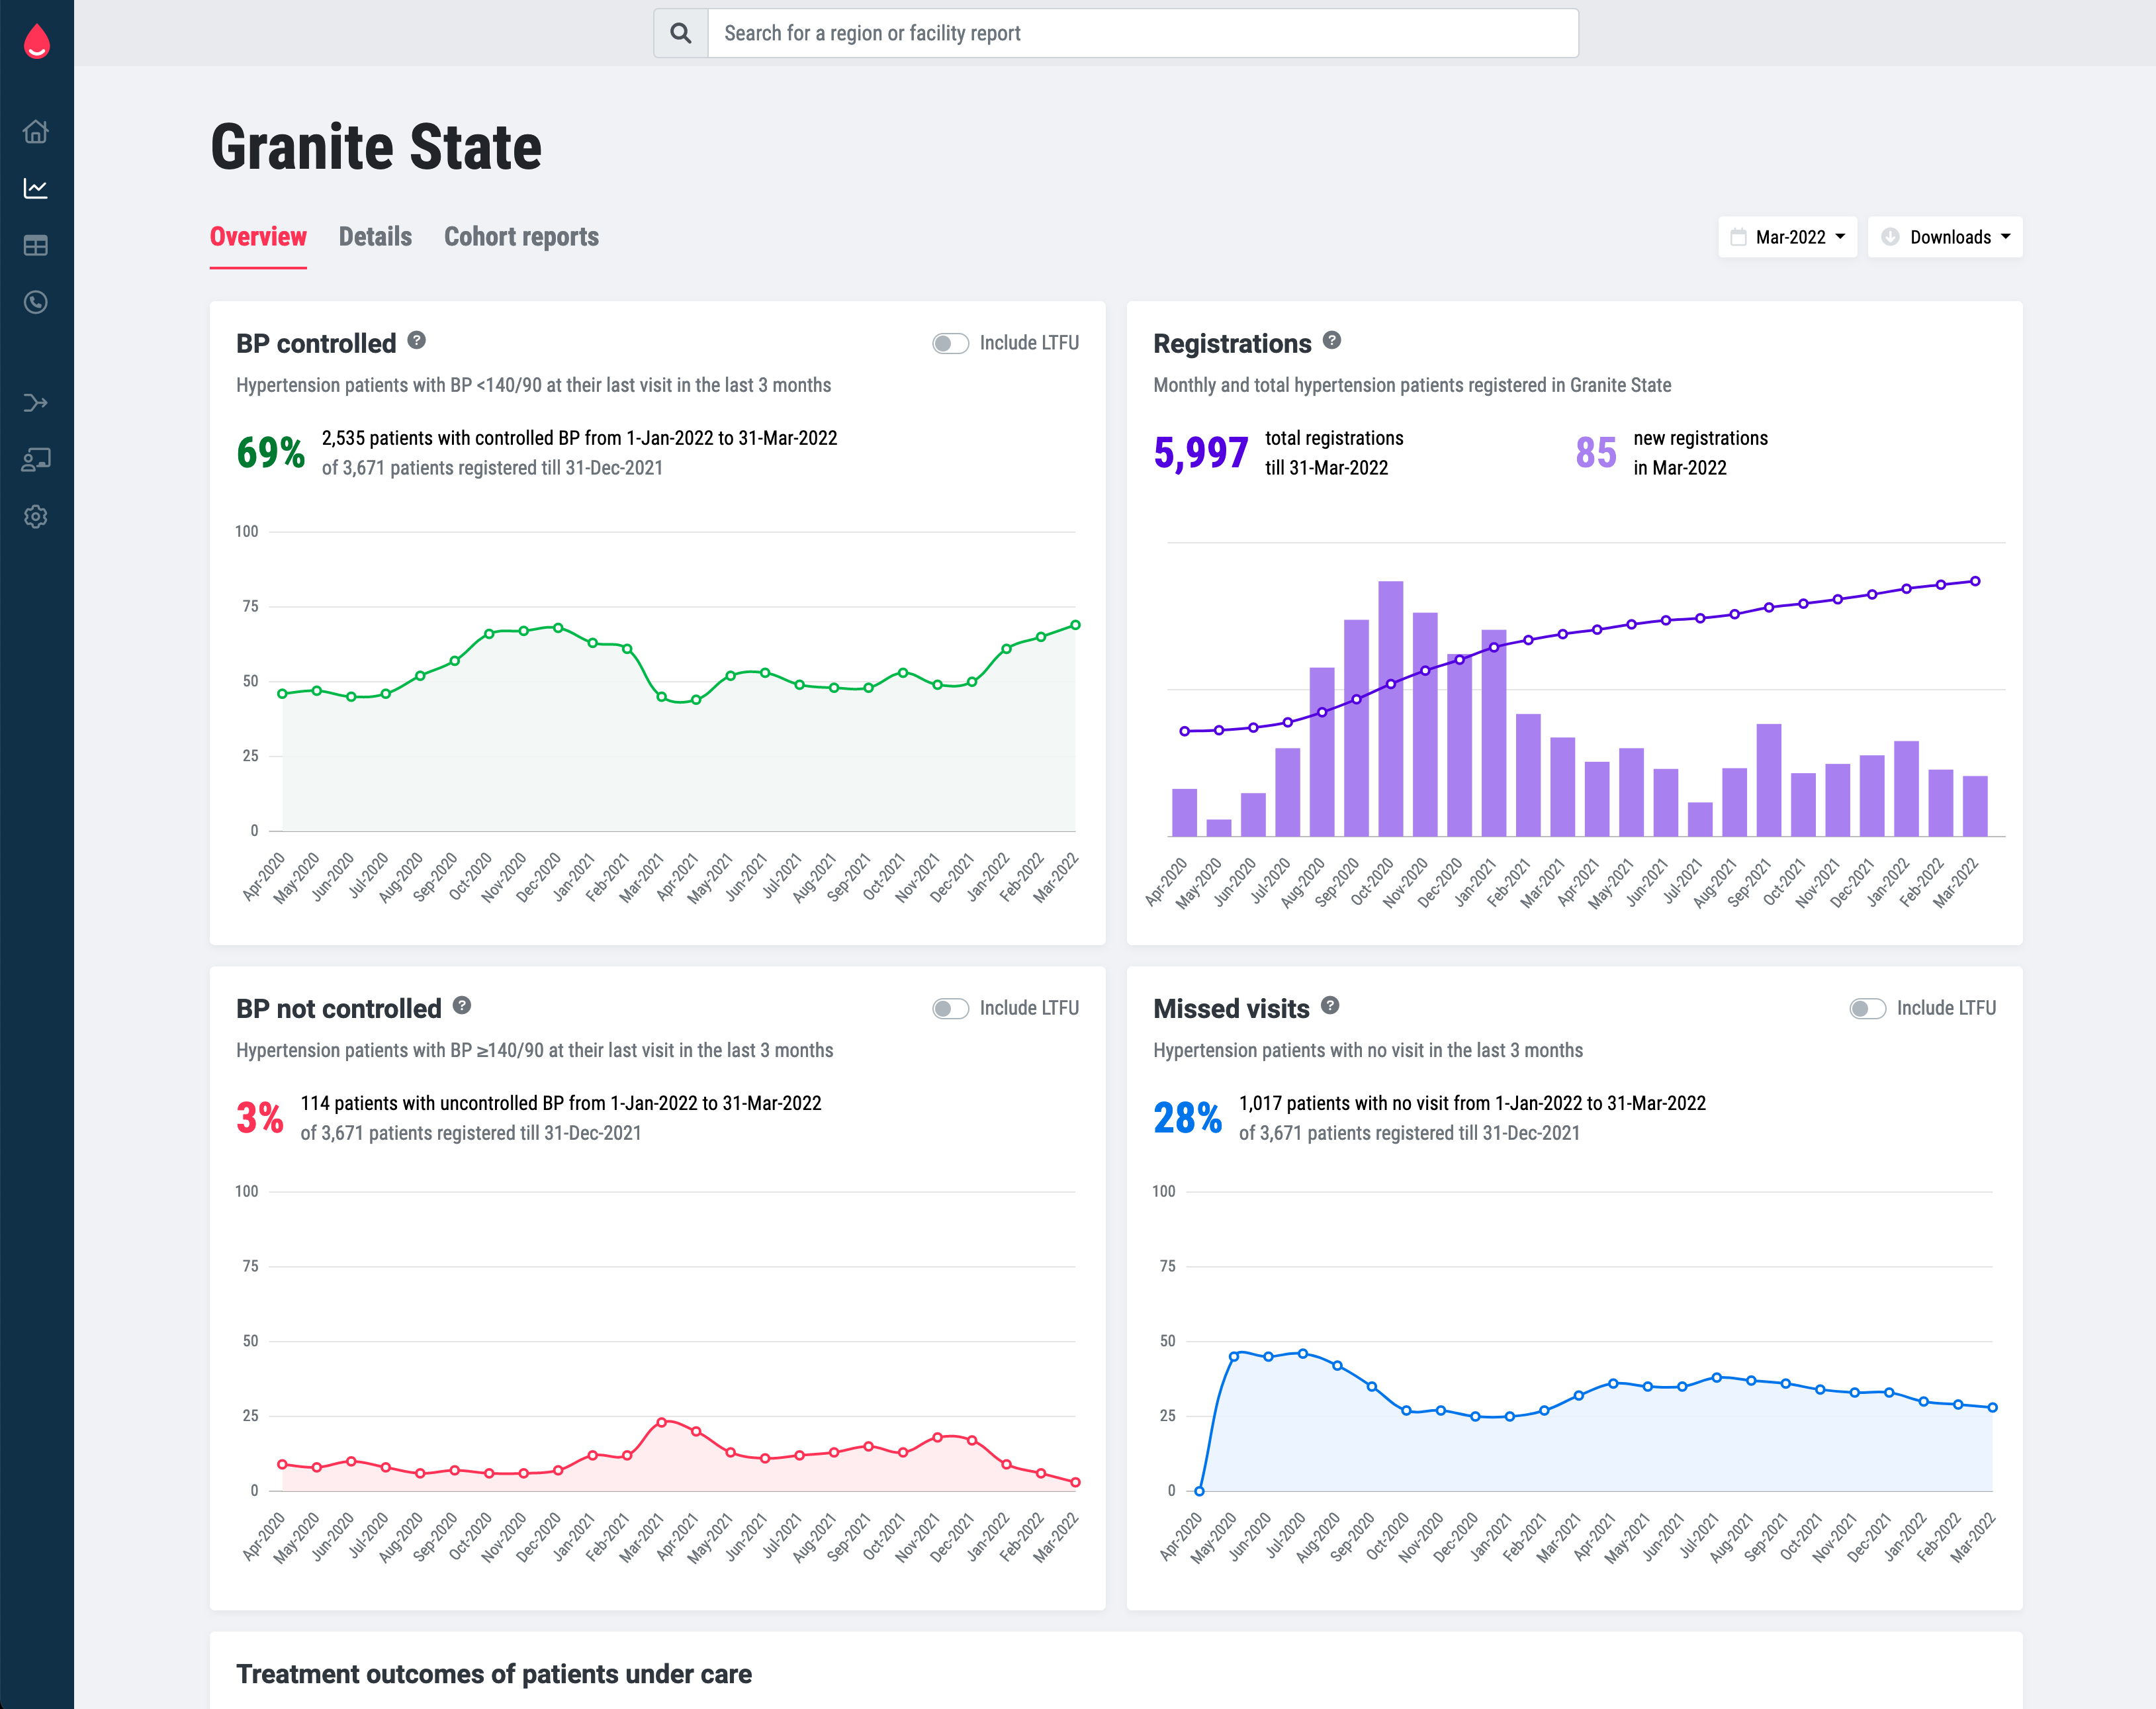 Search for a region or facility report
Granite State
Overview Details Cohort reports
Mar-2022 Downloads
BP controlled ?
Include LTFU
Hypertension patients with BP <140/90 at their last visit in the last 3 months
69%
2,535 patients with controlled BP from 1-Jan-2022 to 31-Mar-2022
of 3,671 patients registered till 31-Dec-2021
100
75
50
25
0
Apr-2020 May-2020 Jun-2020 Jul-2020 Aug-2020 Sep-2020 Oct-2020 Nov-2020 Dec-2020 Jan-2021 Feb-2021 Mar-2021 Apr-2021 May-2021 Jun-2021 Jul-2021 Aug-2021 Sep-2021 Oct-2021 Nov-2021 Dec-2021 Jan-2022 Feb-2022 Mar-2022
Registrations ?
Monthly and total hypertension patients registered in Granite State
5,997
total registrations
till 31-Mar-2022
85
new registrations
in Mar-2022
Apr-2020 May-2020 Jun-2020 Jul-2020 Aug-2020 Sep-2020 Oct-2020 Nov-2020 Dec-2020 Jan-2021 Feb-2021 Mar-2021 Apr-2021 May-2021 Jun-2021 Jul-2021 Aug-2021 Sep-2021 Oct-2021 Nov-2021 Dec-2021 Jan-2022 Feb-2022 Mar-2022
BP not controlled ?
Include LTFU
Hypertension patients with BP ≥140/90 at their last visit in the last 3 months
3%
114 patients with uncontrolled BP from 1-Jan-2022 to 31-Mar-2022
of 3,671 patients registered till 31-Dec-2021
100
75
50
25
0
Apr-2020 May-2020 Jun-2020 Jul-2020 Aug-2020 Sep-2020 Oct-2020 Nov-2020 Dec-2020 Jan-2021 Feb-2021 Mar-2021 Apr-2021 May-2021 Jun-2021 Jul-2021 Aug-2021 Sep-2021 Oct-2021 Nov-2021 Dec-2021 Jan-2022 Feb-2022 Mar-2022
Missed visits ?
Include LTFU
Hypertension patients with no visit in the last 3 months
28%
1,017 patients with no visit from 1-Jan-2022 to 31-Mar-2022
of 3,671 patients registered till 31-Dec-2021
100
75
50
25
0
Apr-2020 May-2020 Jun-2020 Jul-2020 Aug-2020 Sep-2020 Oct-2020 Nov-2020 Dec-2020 Jan-2021 Feb-2021 Mar-2021 Apr-2021 May-2021 Jun-2021 Jul-2021 Aug-2021 Sep-2021 Oct-2021 Nov-2021 Dec-2021 Jan-2022 Feb-2022 Mar-2022
Treatment outcomes of patients under care